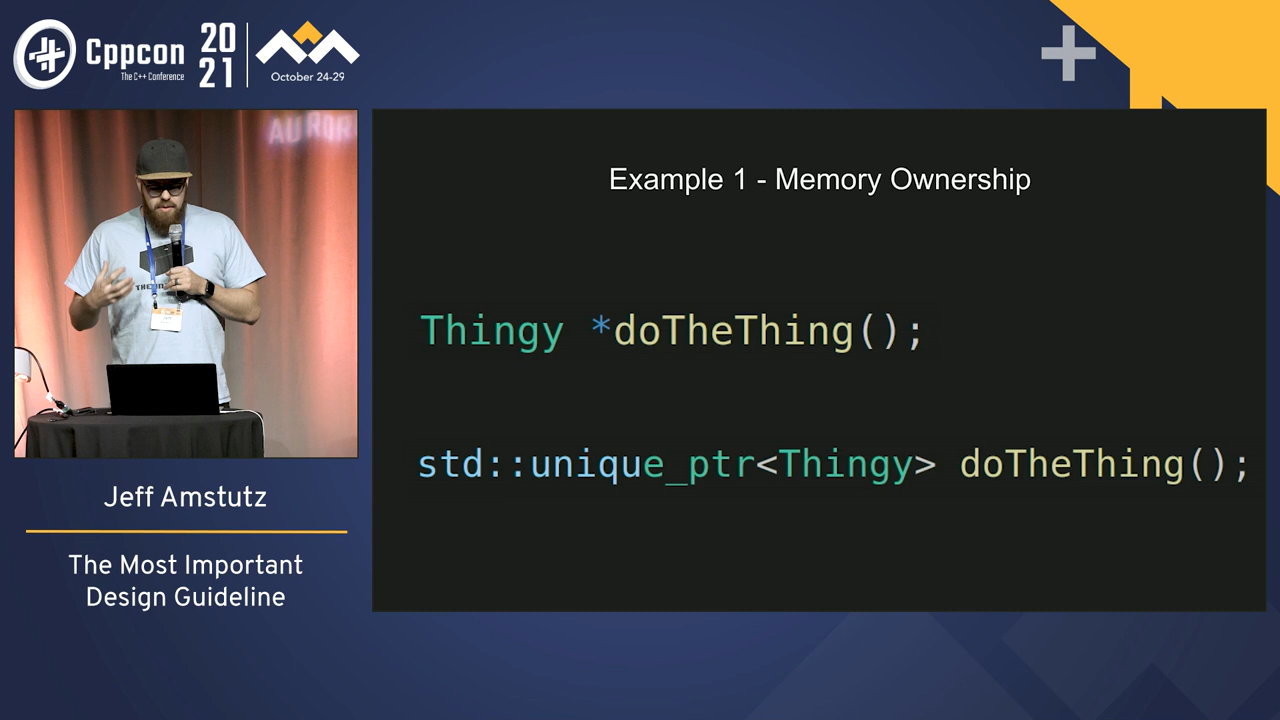 Cppcon
The C++ Conference
20
21
October 24-29
Example 1 - Memory Ownership
Thingy *doTheThing();
std::unique_ptr<Thingy> doTheThing();
Jeff Amstutz
The Most Important
Design Guideline